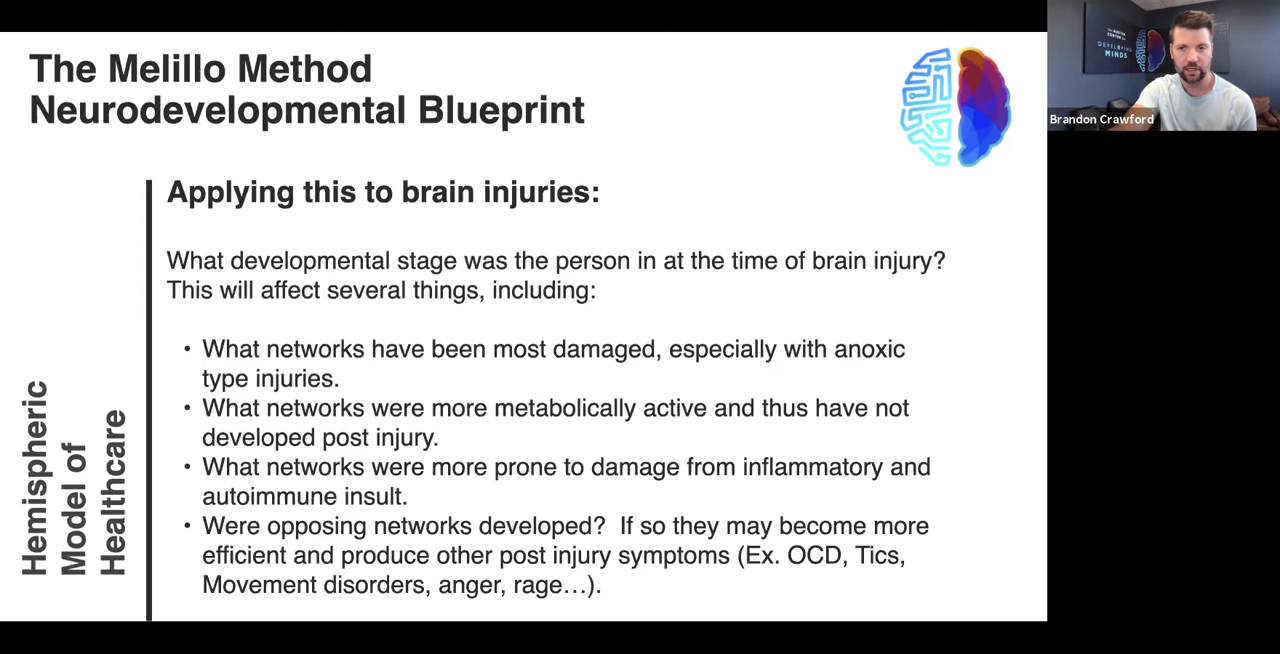 The Melillo Method
Neurodevelopmental Blueprint
Applying this to brain injuries:
What developmental stage was the person in at the time of brain injury?
This will affect several things, including:
• What networks have been most damaged, especially with anoxic
type injuries.
• What networks were more metabolically active and thus have not
developed post injury.
• What networks were more prone to damage from inflammatory and
autoimmune insult.
• Were opposing networks developed?  If so they may become more
efficient and produce other post injury symptoms (Ex. OCD, Tics,
Movement disorders, anger, rage…).
Hemispheric
Model of
Healthcare
DEVELOPING
MINDS
Brandon Crawford